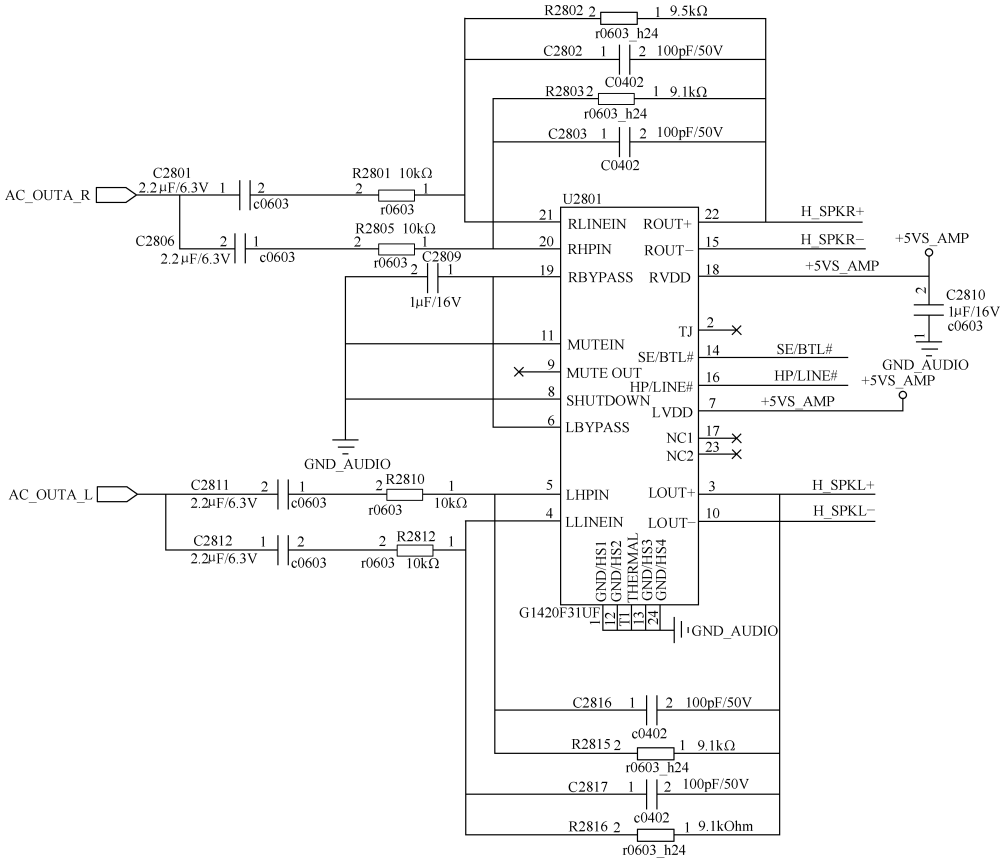 R2802 2 1 9.5kΩ
r0603_h24
C2802 1 2 100pF/50V
C0402
R2803 2 1 9.1kΩ
r0603_h24
C2803 1 2 100pF/50V
C0402
C2801
AC_OUTA_R 2.2μF/6.3V 1 2
c0603
R2801 10kΩ
2 1
r0603
C2806 2 1
2.2μF/6.3V c0603
R2805 10kΩ
2 1
r0603
C2809
2 1
1μF/16V
U2801
21 RLINEIN ROUT+ 22 H_SPKR+
20 RHPIN ROUT− 15 H_SPKR−
19 RBYPASS RVDD 18 +5VS_AMP
+5VS_AMP
2 C2810
1μF/16V
1 c0603
GND_AUDIO
TJ 2
11 MUTEIN SE/BTL# 14 SE/BTL#
9 MUTE OUT HP/LINE# 16 HP/LINE#
+5VS_AMP
8 SHUTDOWN LVDD 7 +5VS_AMP
6 LBYPASS NC1 17
NC2 23
GND_AUDIO
AC_OUTA_L C2811 2 1
2.2μF/6.3V c0603
R2810
2 1
r0603 10kΩ
5 LHPIN LOUT+ 3 H_SPKL+
4 LLINEIN LOUT− 10 H_SPKL−
C2812 1 2
2.2μF/6.3V c0603
R2812
2 1
r0603 10kΩ
GND/HS1
GND/HS2
THERMAL
GND/HS3
GND/HS4
G1420F31UF
1 12 T1 13 24
GND_AUDIO
C2816 1 2 100pF/50V
c0402
R2815 2 1 9.1kΩ
r0603_h24
C2817 1 2 100pF/50V
c0402
R2816 2 1 9.1kOhm
r0603_h24